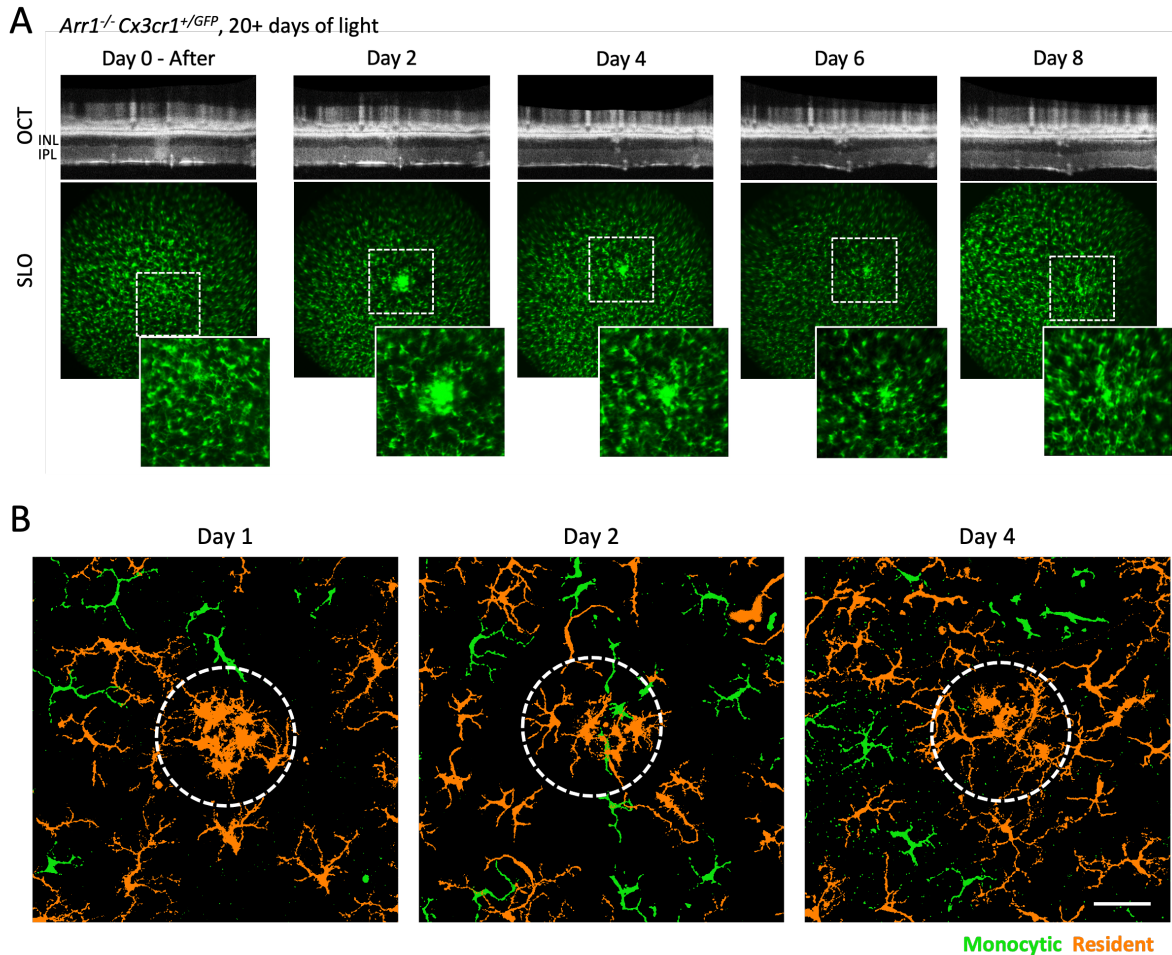 A
Arr1-/- Cx3cr1+/GFP, 20+ days of light
Day 0 - After Day 2 Day 4 Day 6 Day 8
OCT
INL
IPL
SLO
B
Day 1 Day 2 Day 4
Monocytic Resident